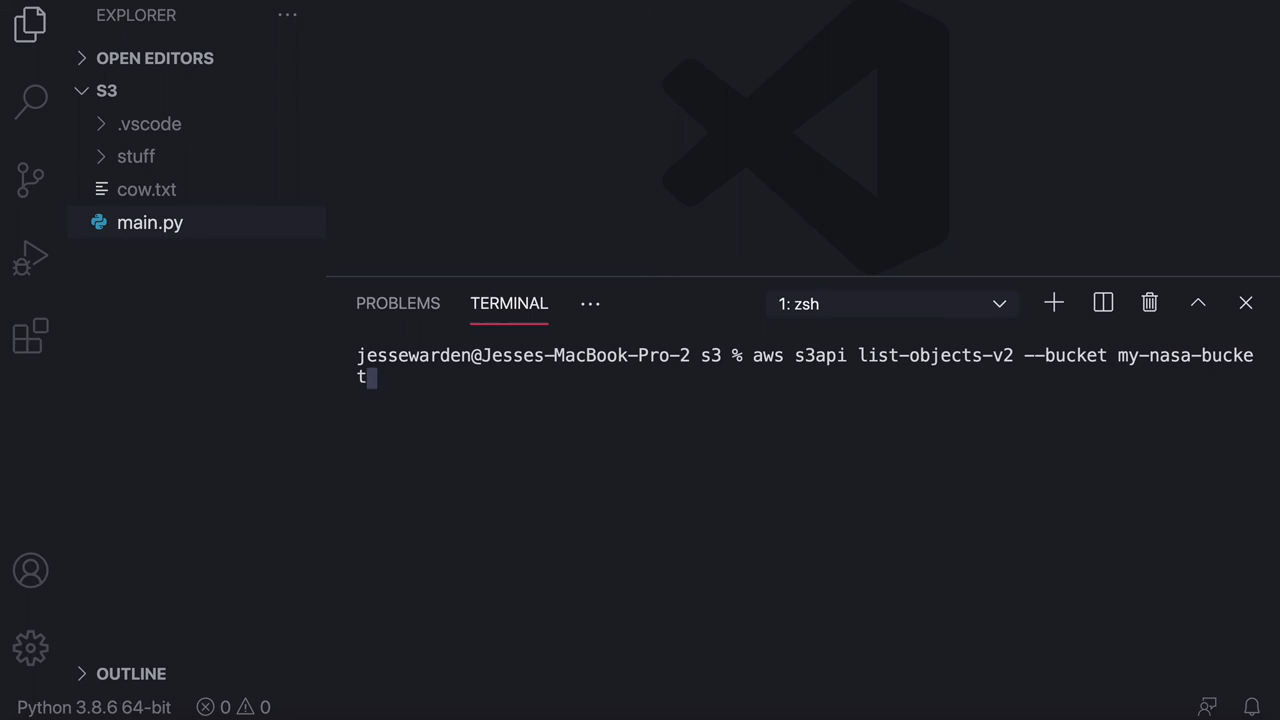 EXPLORER ...
OPEN EDITORS
S3
.vscode
stuff
cow.txt
main.py
PROBLEMS TERMINAL ... 1: zsh
jessewarden@Jesses-MacBook-Pro-2 s3 % aws s3api list-objects-v2 --bucket my-nasa-bucke
t
OUTLINE
Python 3.8.6 64-bit 0 0